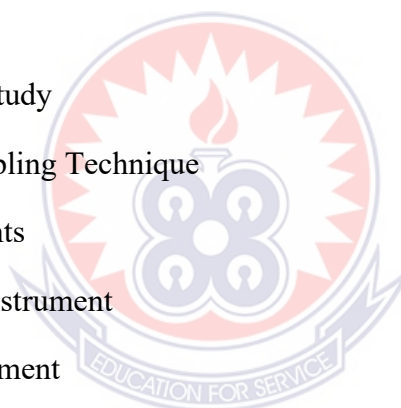 tudy
pling Technique
nts
strument
ment
EDUCATION FOR SERVICE